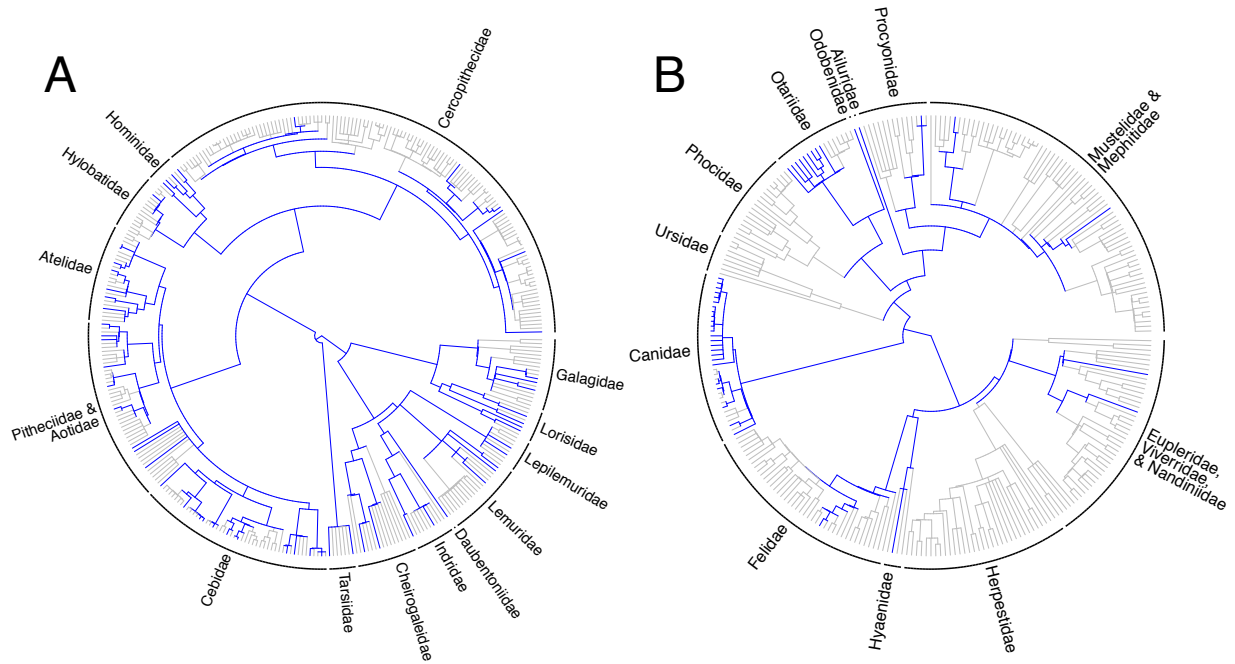 A
Cercopithecidae
Hominidae
Hylobatidae
Atelidae
Pitheciidae &
Aotidae
Cebidae
Tarsiidae
Cheirogaleidae
Indridae
Daubentoniidae
Lemuridae
Lepilemuridae
Lorisidae
Galagidae
B
Procyonidae
Ailuridae
Odobenidae
Otariidae
Phocidae
Ursidae
Canidae
Felidae
Hyaenidae
Herpestidae
Eupleridae,
Viverridae,
& Nandiniidae
Mustelidae &
Mephitidae